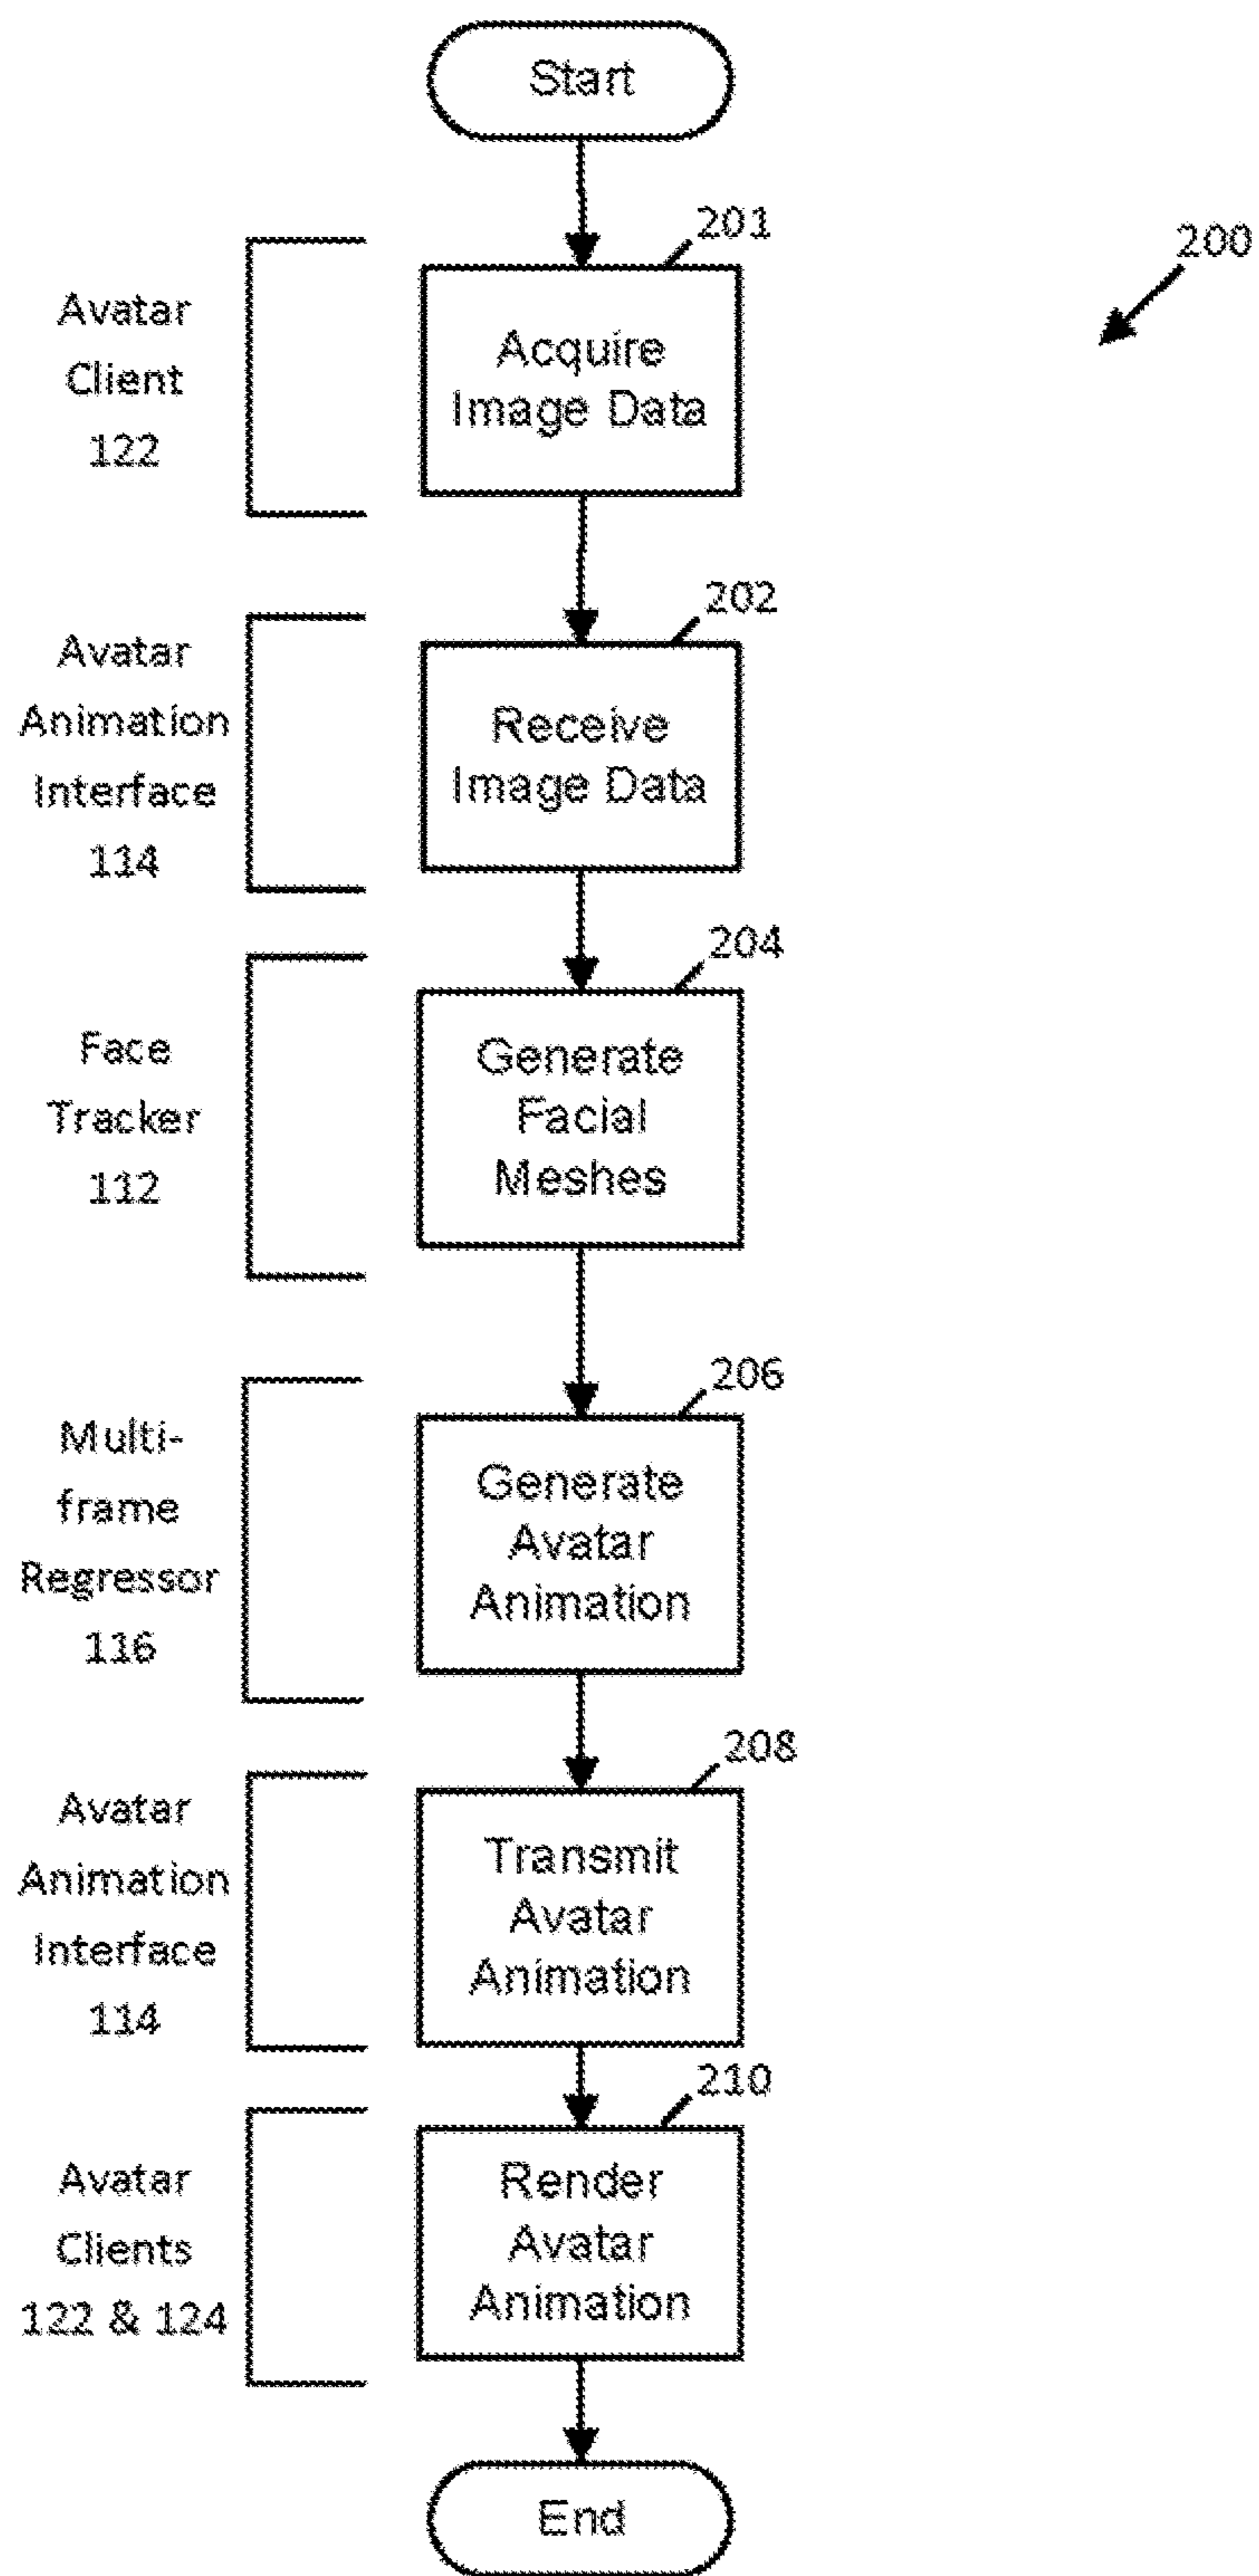 Start
201
200
Avatar
Client
122
Acquire
Image Data
202
Avatar
Animation
Interface
114
Receive
Image Data
204
Face
Tracker
112
Generate
Facial
Meshes
206
Multi-
frame
Regressor
116
Generate
Avatar
Animation
208
Avatar
Animation
Interface
114
Transmit
Avatar
Animation
210
Avatar
Clients
122 & 124
Render
Avatar
Animation
End